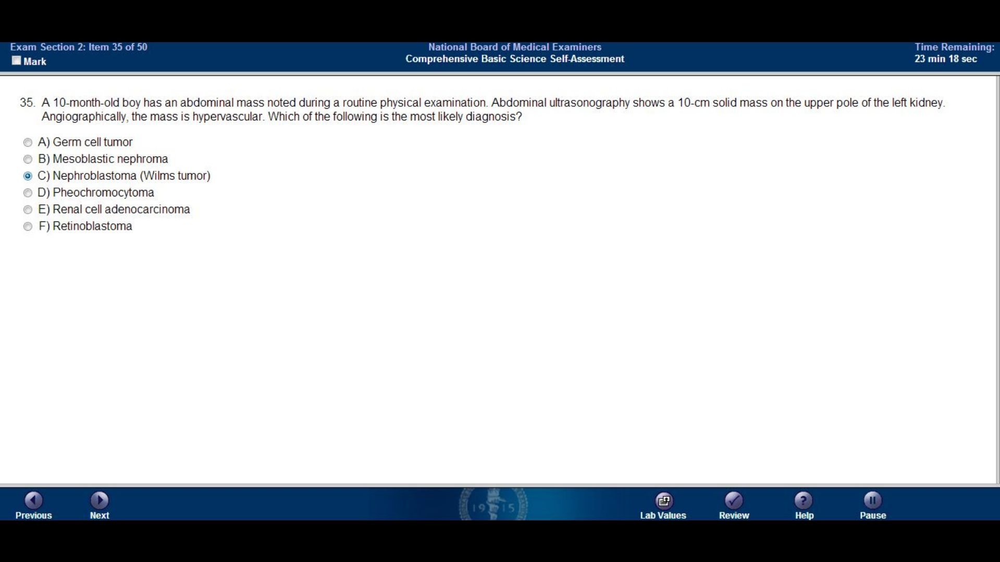 Exam Section 2: Item 35 of 50
Mark
National Board of Medical Examiners
Comprehensive Basic Science Self-Assessment
Time Remaining:
23 min 18 sec
35. A 10-month-old boy has an abdominal mass noted during a routine physical examination. Abdominal ultrasonography shows a 10-cm solid mass on the upper pole of the left kidney.
Angiographically, the mass is hypervascular. Which of the following is the most likely diagnosis?
A) Germ cell tumor
B) Mesoblastic nephroma
C) Nephroblastoma (Wilms tumor)
D) Pheochromocytoma
E) Renal cell adenocarcinoma
F) Retinoblastoma
1915
Previous
Next
Lab Values
Review
Help
Pause